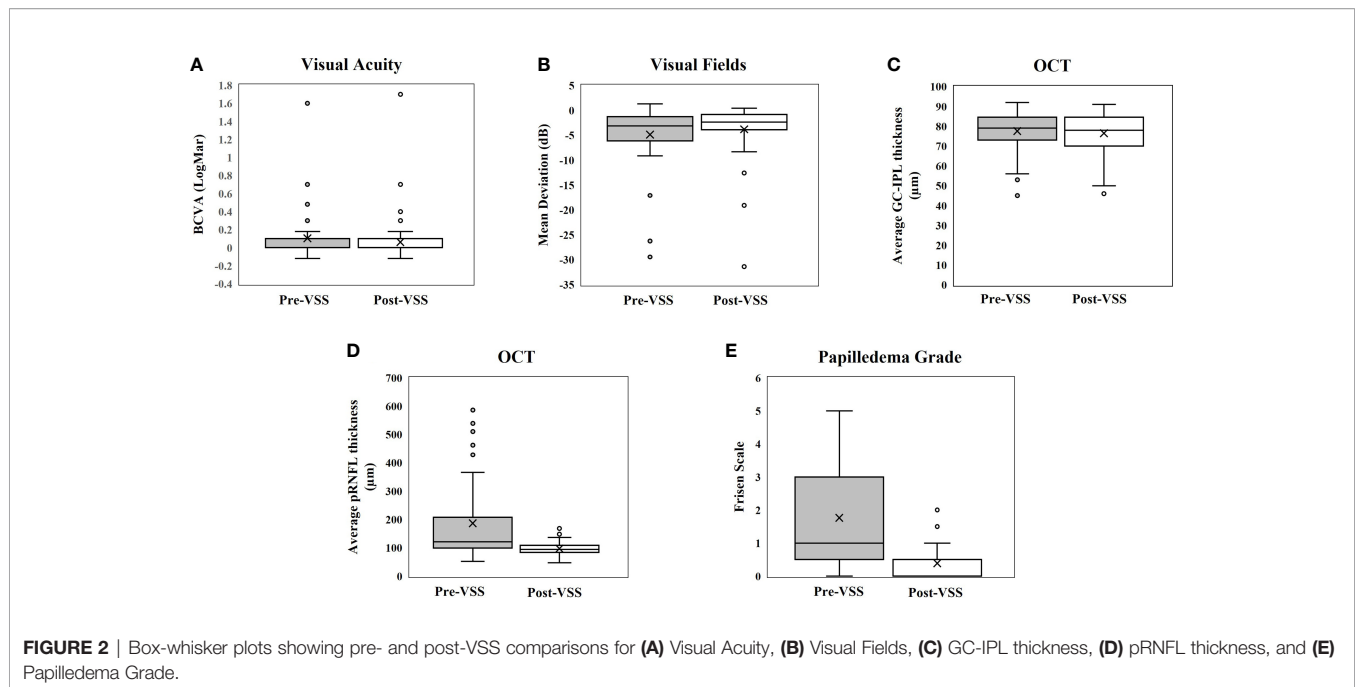 A Visual Acuity
BCVA (LogMar)
1.8
1.6
1.4
1.2
1
0.8
0.6
0.4
0.2
0
-0.2
-0.4
Pre-VSS Post-VSS
B Visual Fields
Mean Deviation (dB)
5
0
-5
-10
-15
-20
-25
-30
-35
Pre-VSS Post-VSS
C OCT
Average GC-IPL thickness
(µm)
100
90
80
70
60
50
40
30
20
10
0
Pre-VSS Post-VSS
D OCT
Average pRNFL thickness
(µm)
700
600
500
400
300
200
100
0
Pre-VSS Post-VSS
E Papilledema Grade
Frisen Scale
6
5
4
3
2
1
0
Pre-VSS Post-VSS
FIGURE 2 | Box-whisker plots showing pre- and post-VSS comparisons for (A) Visual Acuity, (B) Visual Fields, (C) GC-IPL thickness, (D) pRNFL thickness, and (E)
Papilledema Grade.